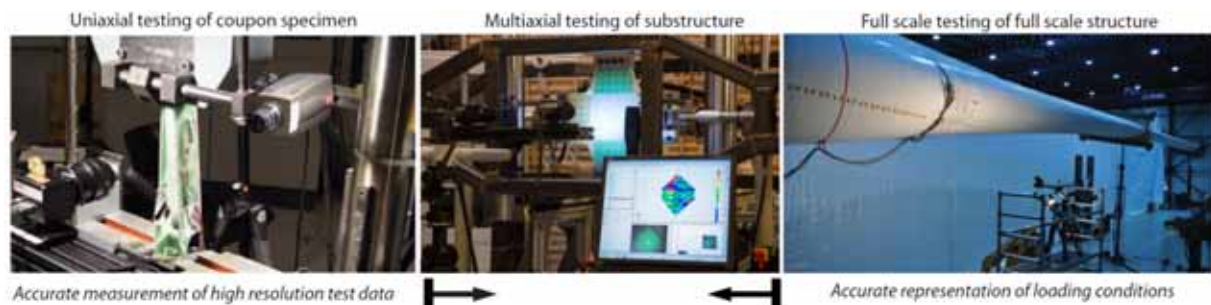 Uniaxial testing of coupon specimen
Multiaxial testing of substructure
Full scale testing of full scale structure
Accurate measurement of high resolution test data
Accurate representation of loading conditions